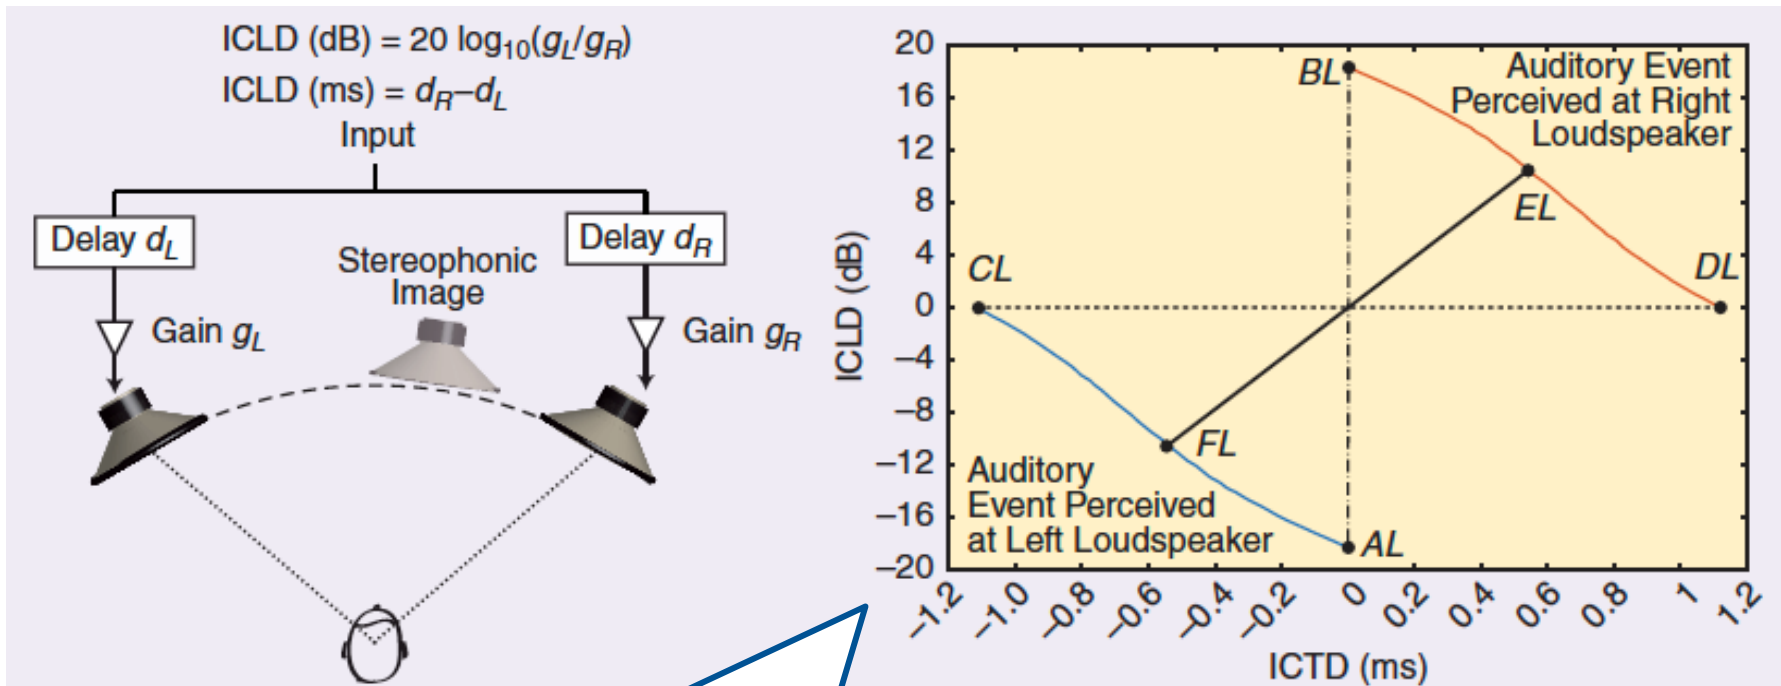 ICLD (dB) = 20 log10(gL/gR)
ICLD (ms) = dR–dL
Input
Delay dL
Delay dR
Stereophonic
Image
Gain gL
Gain gR
ICLD (dB)
20
16
12
8
4
0
–4
–8
–12
–16
–20
BL
Auditory Event
Perceived at Right
Loudspeaker
EL
CL
DL
FL
Auditory
Event Perceived
at Left Loudspeaker
AL
–1.2
–1.0
–0.8
–0.6
–0.4
–0.2
0
0.2
0.4
0.6
0.8
1
1.2
ICTD (ms)